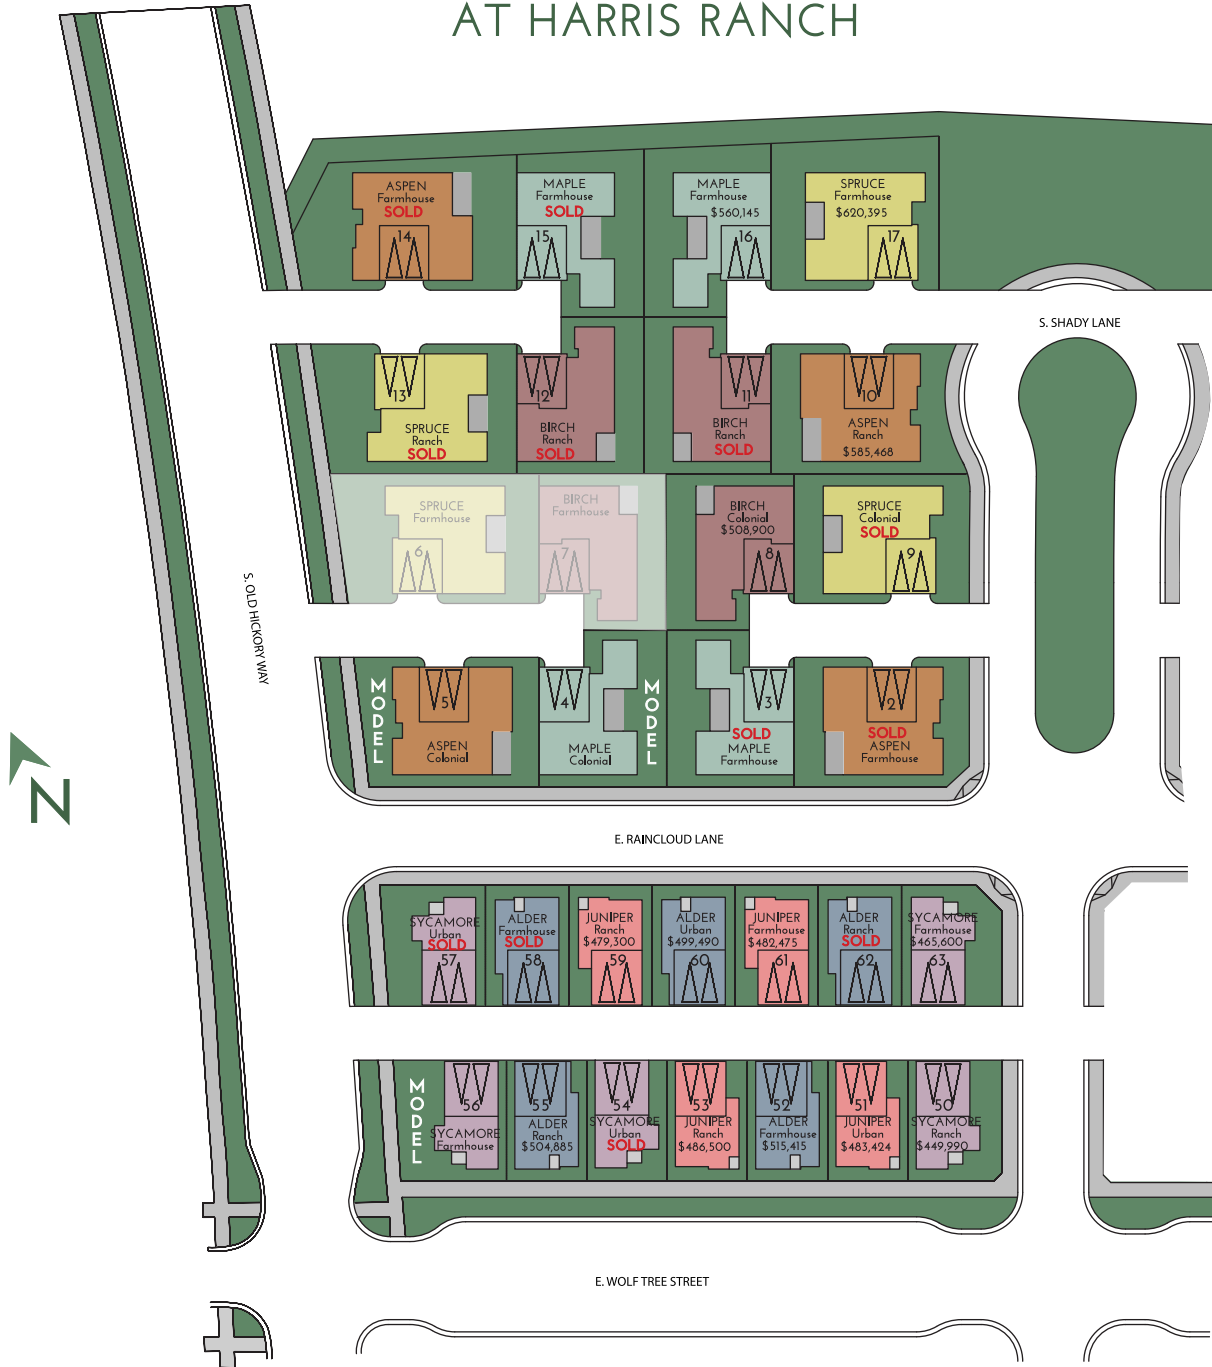 AT HARRIS RANCH
ASPEN
Farmhouse
SOLD
14
MAPLE
Farmhouse
SOLD
15
MAPLE
Farmhouse
$560,145
16
SPRUCE
Farmhouse
$620,395
17
S. SHADY LANE
13
SPRUCE
Ranch
SOLD
12
BIRCH
Ranch
SOLD
11
BIRCH
Ranch
SOLD
10
ASPEN
Ranch
$585,468
SPRUCE
Farmhouse
6
BIRCH
Farmhouse
7
BIRCH
Colonial
$508,900
8
SPRUCE
Colonial
SOLD
9
S. OLD HICKORY WAY
MODEL
5
ASPEN
Colonial
4
MAPLE
Colonial
MODEL
3
SOLD
MAPLE
Farmhouse
2
SOLD
ASPEN
Farmhouse
N
E. RAINCLOUD LANE
SYCAMORE
Urban
SOLD
57
ALDER
Farmhouse
SOLD
58
JUNIPER
Ranch
$479,300
59
ALDER
Urban
$499,490
60
JUNIPER
Farmhouse
$482,475
61
ALDER
Ranch
SOLD
62
SYCAMORE
Farmhouse
$465,600
63
MODEL
56
SYCAMORE
Farmhouse
55
ALDER
Ranch
$504,885
54
SYCAMORE
Urban
SOLD
53
JUNIPER
Ranch
$486,500
52
ALDER
Farmhouse
$515,415
51
JUNIPER
Urban
$483,424
50
SYCAMORE
Ranch
$449,990
E. WOLF TREE STREET